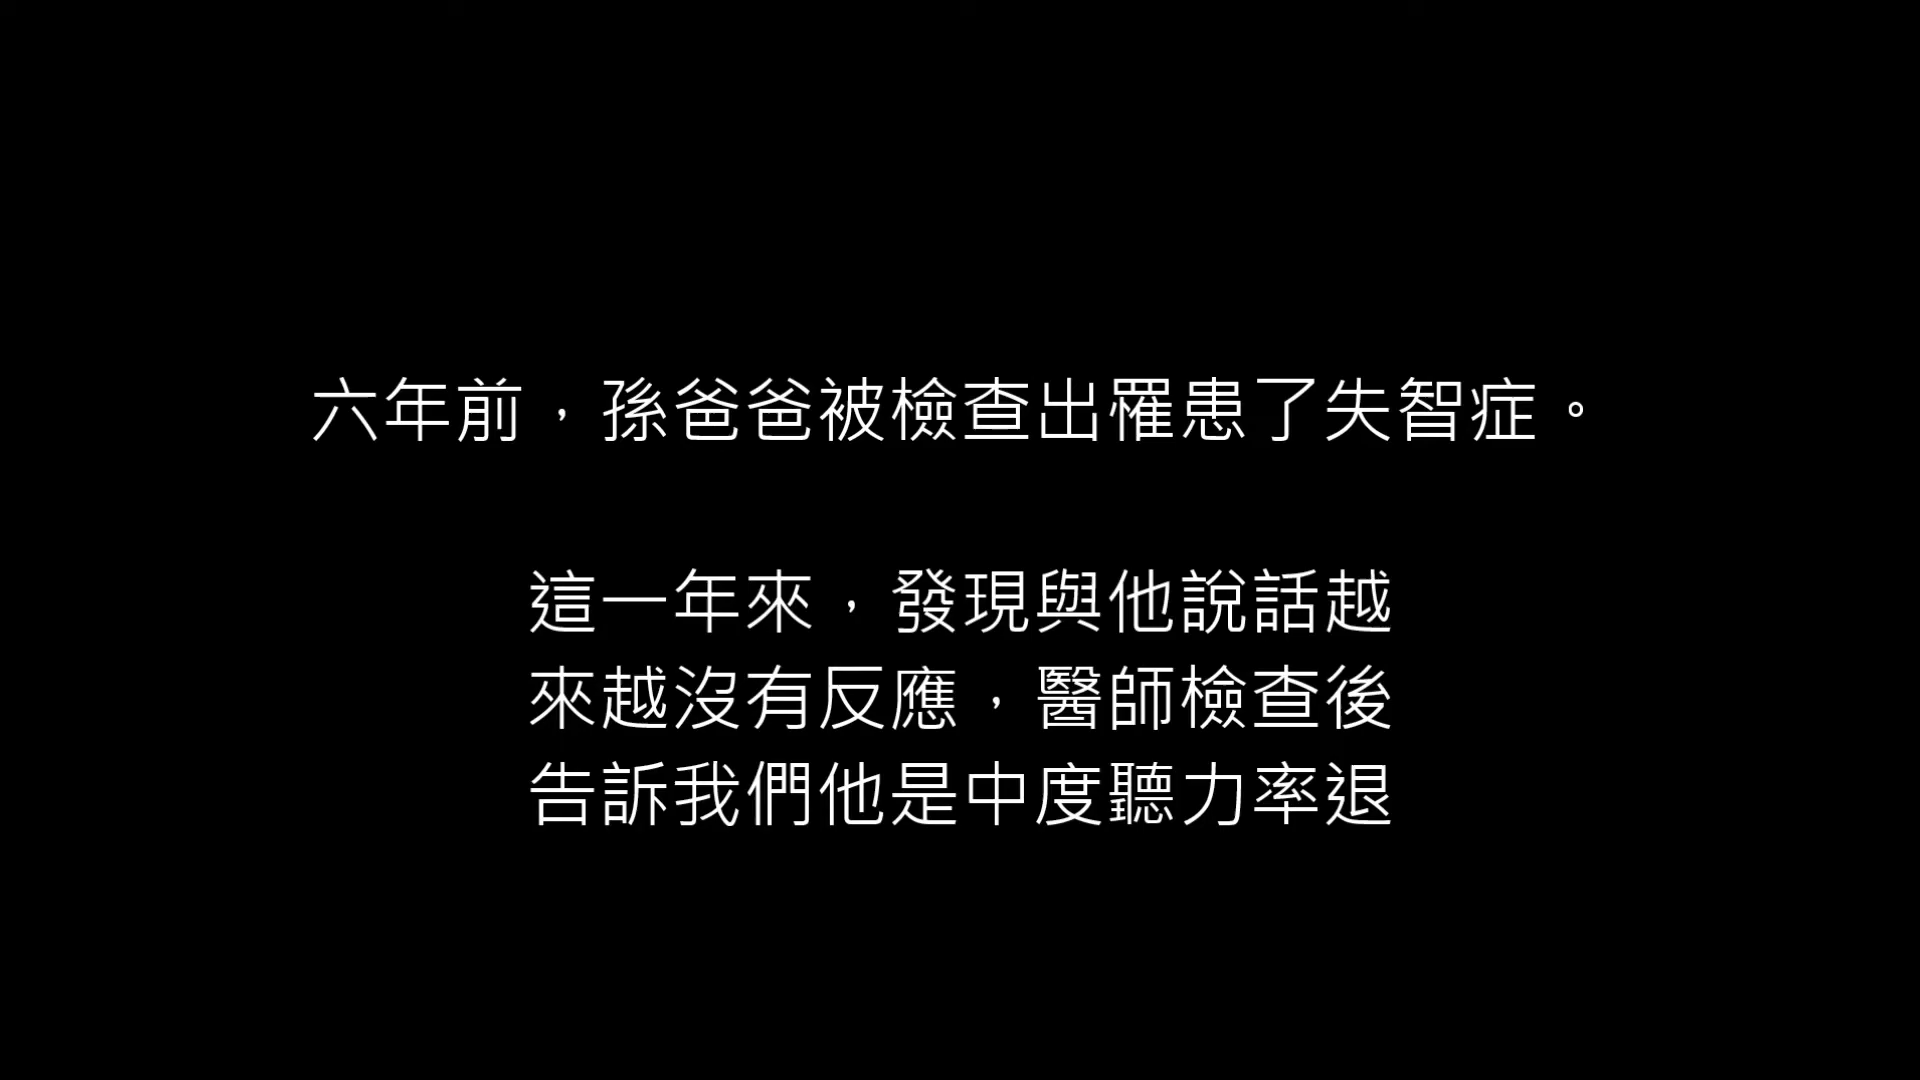 六年前，孫爸爸被檢查出罹患了失智症。
這一年來，發現與他說話越
來越沒有反應，醫師檢查後
告訴我們他是中度聽力率退